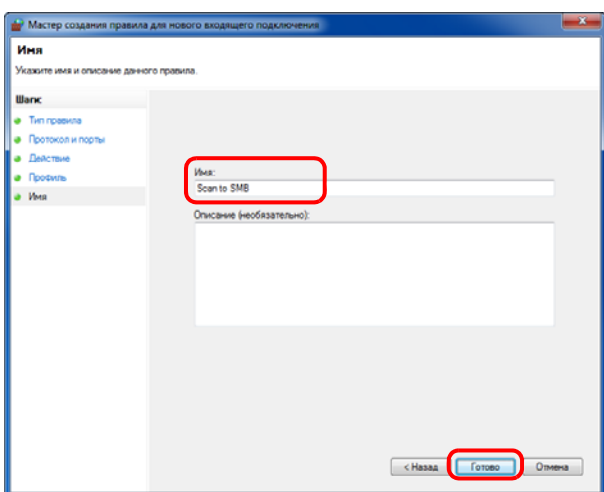 Мастер создания правила для нового входящего подключения
Имя
Укажите имя и описание данного правила.
Шаги:
Тип правила
Протокол и порты
Действие
Профиль
Имя
Имя:
Scan to SMB
Описание (необязательно):
< Назад
Готово
Отмена